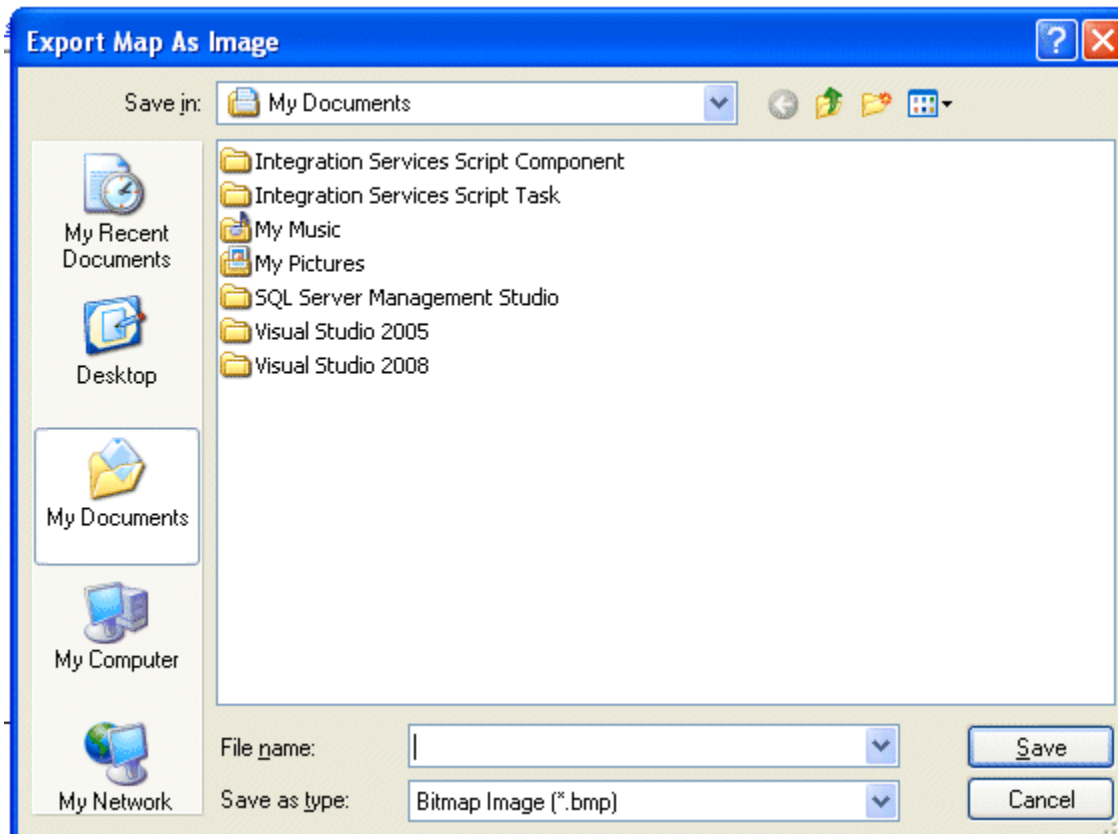 Export Map As Image
Save in:
My Documents
My Recent
Documents
Desktop
My Documents
My Computer
My Network
Integration Services Script Component
Integration Services Script Task
My Music
My Pictures
SQL Server Management Studio
Visual Studio 2005
Visual Studio 2008
File name:
Save
Save as type:
Bitmap Image (*.bmp)
Cancel